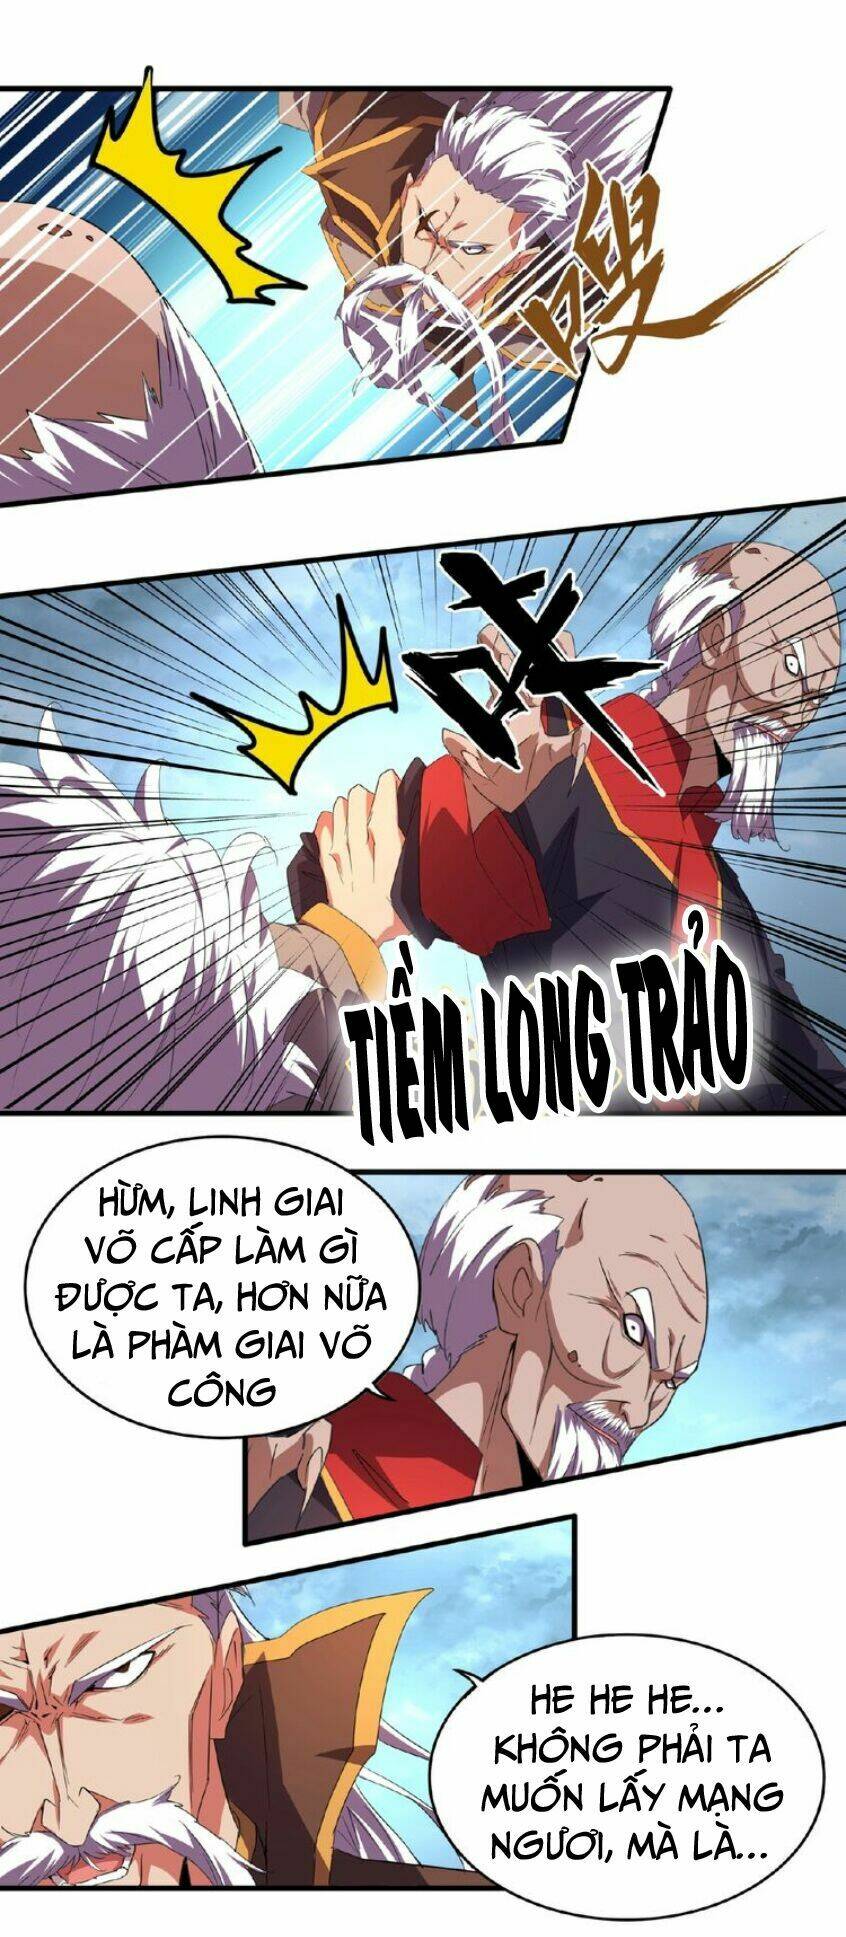 嗖
TIỀM LONG TRẢO
HỪM, LINH GIAI
VÕ CẤP LÀM GÌ
ĐƯỢC TA, HƠN NỮA
LÀ PHÀM GIAI VÕ
CÔNG
HE HE HE...
KHÔNG PHẢI TA
MUỐN LẤY MẠNG
NGƯƠI, MÀ LÀ...